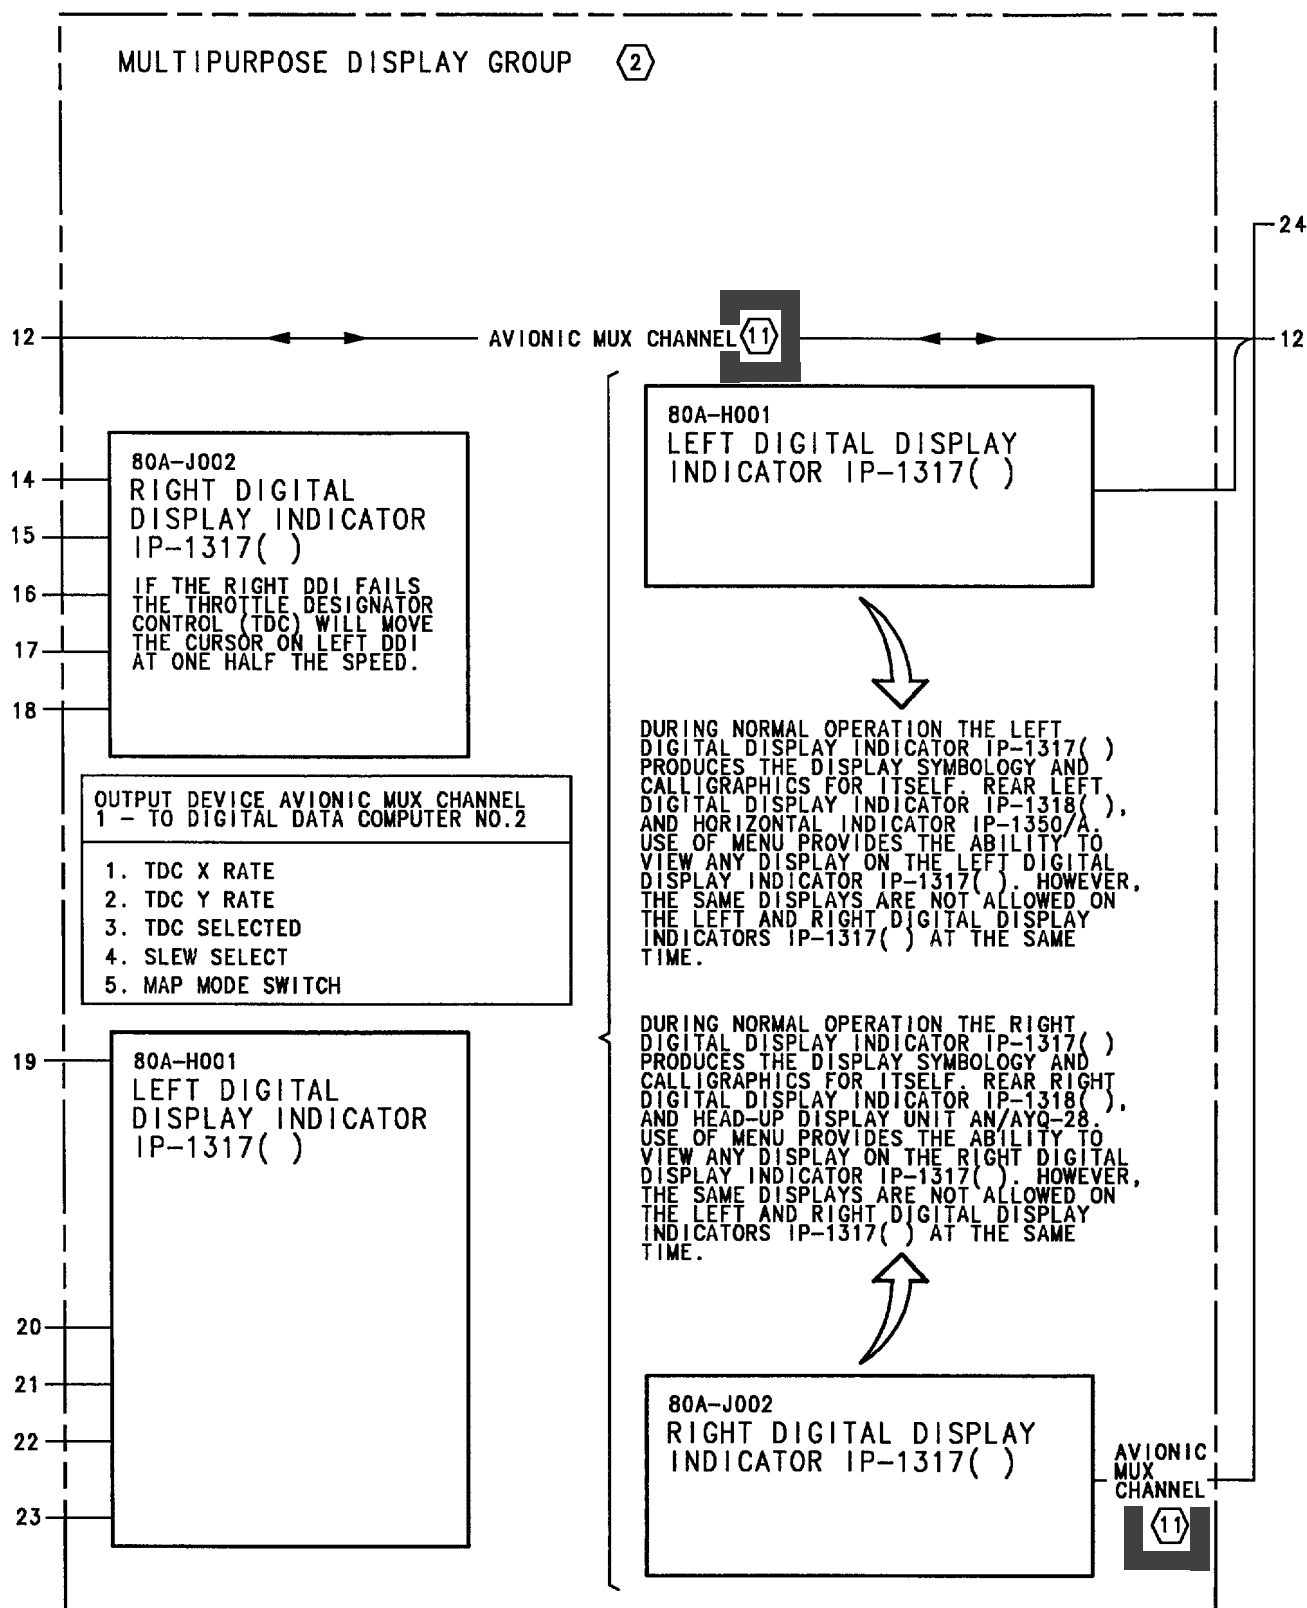 MULTIPURPOSE DISPLAY GROUP 2
24
12
AVIONIC MUX CHANNEL 11
12
80A-J002
RIGHT DIGITAL
DISPLAY INDICATOR
IP-1317( )
IF THE RIGHT DDI FAILS
THE THROTTLE DESIGNATOR
CONTROL (TDC) WILL MOVE
THE CURSOR ON LEFT DDI
AT ONE HALF THE SPEED.
14
15
16
17
18
OUTPUT DEVICE AVIONIC MUX CHANNEL
1 - TO DIGITAL DATA COMPUTER NO.2
1. TDC X RATE
2. TDC Y RATE
3. TDC SELECTED
4. SLEW SELECT
5. MAP MODE SWITCH
19
80A-H001
LEFT DIGITAL
DISPLAY INDICATOR
IP-1317( )
20
21
22
23
80A-H001
LEFT DIGITAL DISPLAY
INDICATOR IP-1317( )
DURING NORMAL OPERATION THE LEFT
DIGITAL DISPLAY INDICATOR IP-1317( )
PRODUCES THE DISPLAY SYMBOLOGY AND
CALLIGRAPHICS FOR ITSELF. REAR LEFT
DIGITAL DISPLAY INDICATOR IP-1318( ),
AND HORIZONTAL INDICATOR IP-1350/A.
USE OF MENU PROVIDES THE ABILITY TO
VIEW ANY DISPLAY ON THE LEFT DIGITAL
DISPLAY INDICATOR IP-1317( ). HOWEVER,
THE SAME DISPLAYS ARE NOT ALLOWED ON
THE LEFT AND RIGHT DIGITAL DISPLAY
INDICATORS IP-1317( ) AT THE SAME
TIME.
DURING NORMAL OPERATION THE RIGHT
DIGITAL DISPLAY INDICATOR IP-1317( )
PRODUCES THE DISPLAY SYMBOLOGY AND
CALLIGRAPHICS FOR ITSELF. REAR RIGHT
DIGITAL DISPLAY INDICATOR IP-1318( ),
AND HEAD-UP DISPLAY UNIT AN/AYQ-28.
USE OF MENU PROVIDES THE ABILITY TO
VIEW ANY DISPLAY ON THE RIGHT DIGITAL
DISPLAY INDICATOR IP-1317( ). HOWEVER,
THE SAME DISPLAYS ARE NOT ALLOWED ON
THE LEFT AND RIGHT DIGITAL DISPLAY
INDICATORS IP-1317( ) AT THE SAME
TIME.
80A-J002
RIGHT DIGITAL DISPLAY
INDICATOR IP-1317( )
AVIONIC
MUX
CHANNEL
11